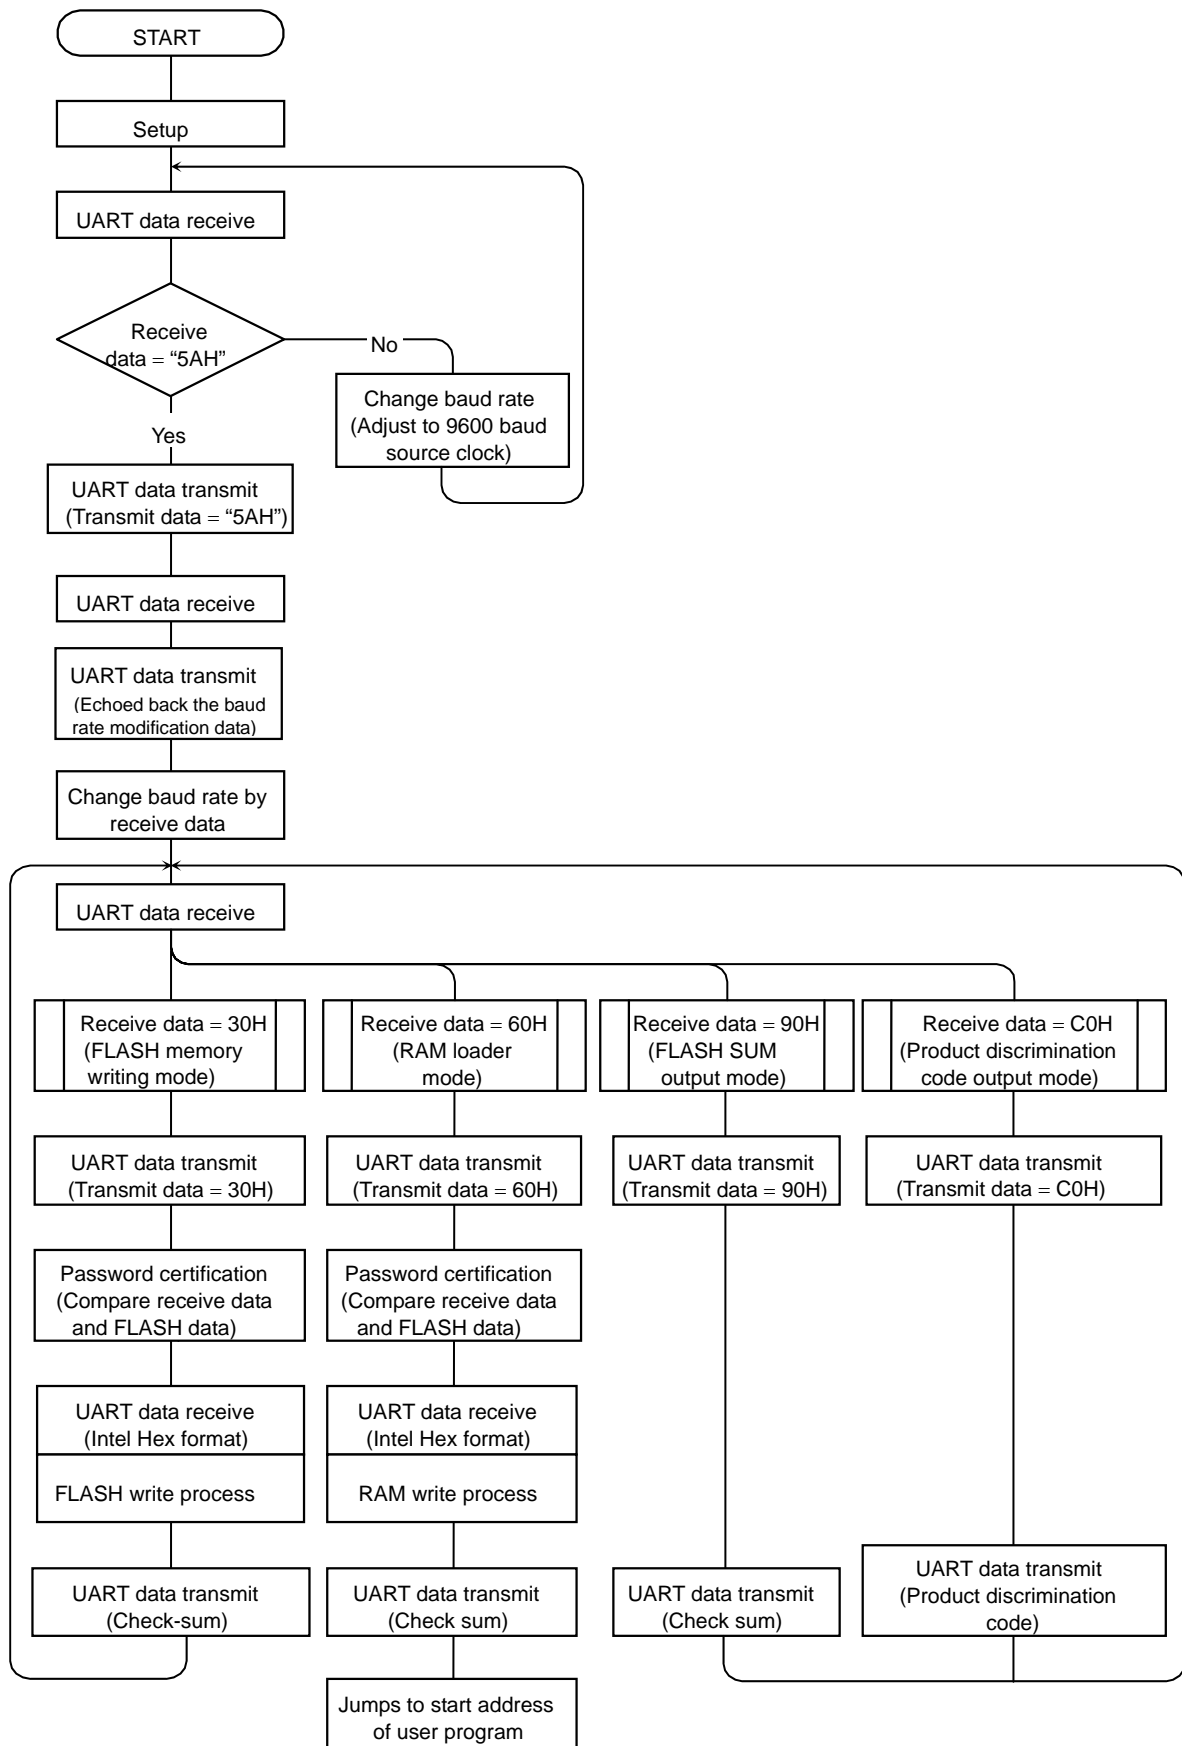 START
Setup
UART data receive
Receive
data = “5AH”
No
Change baud rate
(Adjust to 9600 baud
source clock)
Yes
UART data transmit
(Transmit data = “5AH”)
UART data receive
UART data transmit
(Echoed back the baud
rate modification data)
Change baud rate by
receive data
UART data receive
Receive data = 30H
(FLASH memory
writing mode)
Receive data = 60H
(RAM loader
mode)
Receive data = 90H
(FLASH SUM
output mode)
Receive data = C0H
(Product discrimination
code output mode)
UART data transmit
(Transmit data = 30H)
UART data transmit
(Transmit data = 60H)
UART data transmit
(Transmit data = 90H)
UART data transmit
(Transmit data = C0H)
Password certification
(Compare receive data
and FLASH data)
Password certification
(Compare receive data
and FLASH data)
UART data receive
(Intel Hex format)
FLASH write process
UART data receive
(Intel Hex format)
RAM write process
UART data transmit
(Check-sum)
UART data transmit
(Check sum)
UART data transmit
(Check sum)
UART data transmit
(Product discrimination
code)
Jumps to start address
of user program